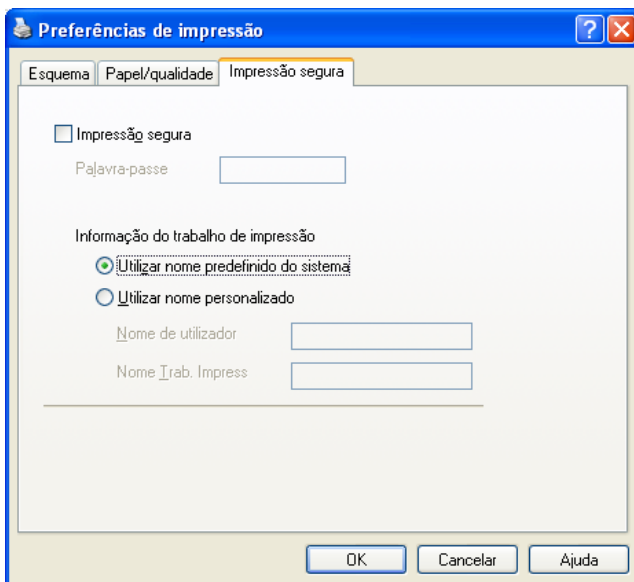 Preferências de impressão
Esquema Papel/qualidade Impressão segura
Impressão segura
Palavra-passe
Informação do trabalho de impressão
Utilizar nome predefinido do sistema
Utilizar nome personalizado
Nome de utilizador
Nome Trab. Impress
OK Cancelar Ajuda